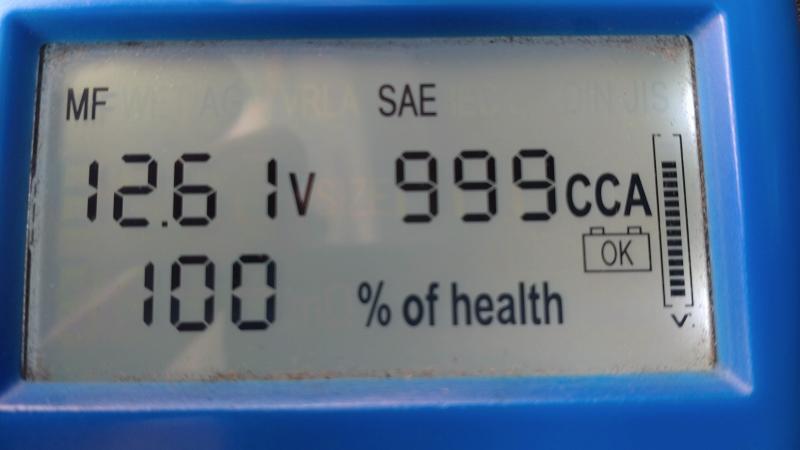 MF SAE
12.61V 999CCA
OK
100 % of health